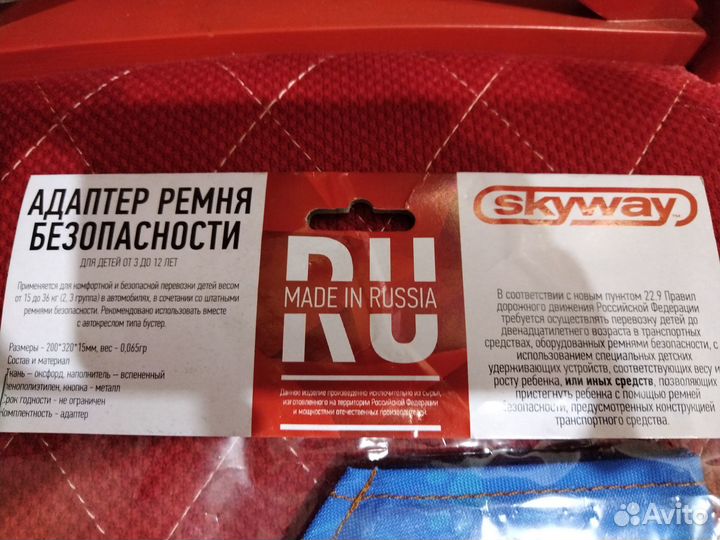 АДАПТЕР РЕМНЯ
БЕЗОПАСНОСТИ
ДЛЯ ДЕТЕЙ ОТ 3 ДО 12 ЛЕТ
Применяется для комфортной и безопасной перевозки детей весом
от 15 до 36 кг (2, 3 группа) в автомобилях, в сочетании со штатными
ремнями безопасности. Рекомендовано использовать вместе
с автокреслом типа бустер.
Размеры - 200*320*15мм, вес - 0,065гр
Состав и материал
Ткань – оксфорд, наполнитель – вспененный
пенополиэтилен, кнопка - металл
Срок годности - не ограничен
Комплектность - адаптер
RU
MADE IN RUSSIA
Данное изделие произведено исключительно из сырья,
изготовленного на территории Российской Федерации
и мощностями отечественных производителей.
skyway™
В соответствии с новым пунктом 22.9 Правил
дорожного движения Российской Федерации
требуется осуществлять перевозку детей до
двенадцатилетнего возраста в транспортных
средствах, оборудованных ремнями безопасности, с
использованием специальных детских
удерживающих устройств, соответствующих весу и
росту ребенка, или иных средств, позволяющих
пристегнуть ребенка с помощью ремней
безопасности, предусмотренных конструкцией
транспортного средства.
Avito